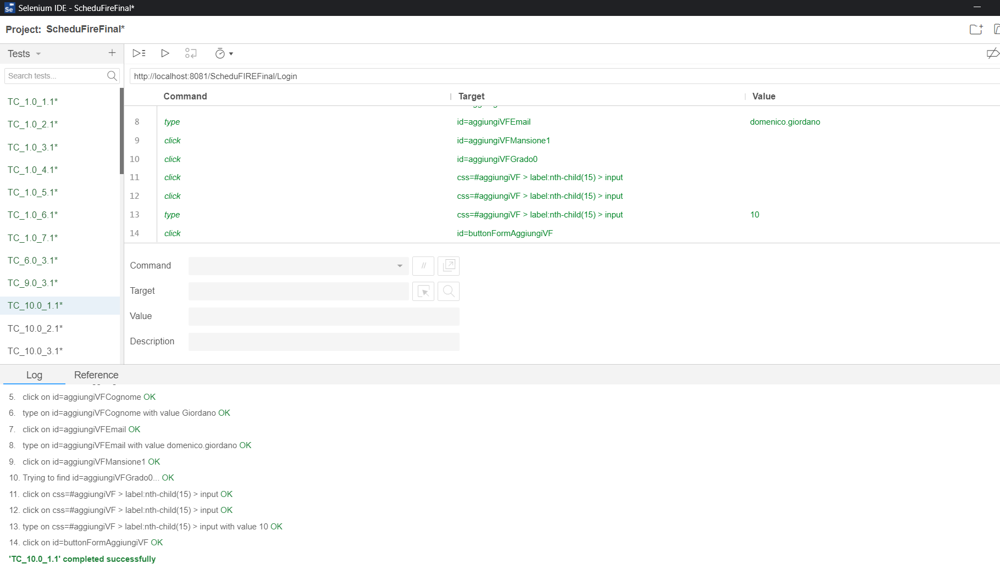 Selenium IDE - ScheduFireFinal*
Project: ScheduFireFinal*
Tests
Search tests...
TC_1.0_1.1*
TC_1.0_2.1*
TC_1.0_3.1*
TC_1.0_4.1*
TC_1.0_5.1*
TC_1.0_6.1*
TC_1.0_7.1*
TC_6.0_3.1*
TC_9.0_3.1*
TC_10.0_1.1*
TC_10.0_2.1*
TC_10.0_3.1*
http://localhost:8081/ScheduFIREFinal/Login
Command Target Value
8 type id=aggiungiVFEmail domenico.giordano
9 click id=aggiungiVFMansione1
10 click id=aggiungiVFGrado0
11 click css=#aggiungiVF > label:nth-child(15) > input
12 click css=#aggiungiVF > label:nth-child(15) > input
13 type css=#aggiungiVF > label:nth-child(15) > input 10
14 click id=buttonFormAggiungiVF
Command //
Target
Value
Description
Log Reference
5. click on id=aggiungiVFCognome OK
6. type on id=aggiungiVFCognome with value Giordano OK
7. click on id=aggiungiVFEmail OK
8. type on id=aggiungiVFEmail with value domenico.giordano OK
9. click on id=aggiungiVFMansione1 OK
10. Trying to find id=aggiungiVFGrado0... OK
11. click on css=#aggiungiVF > label:nth-child(15) > input OK
12. click on css=#aggiungiVF > label:nth-child(15) > input OK
13. type on css=#aggiungiVF > label:nth-child(15) > input with value 10 OK
14. click on id=buttonFormAggiungiVF OK
'TC_10.0_1.1' completed successfully